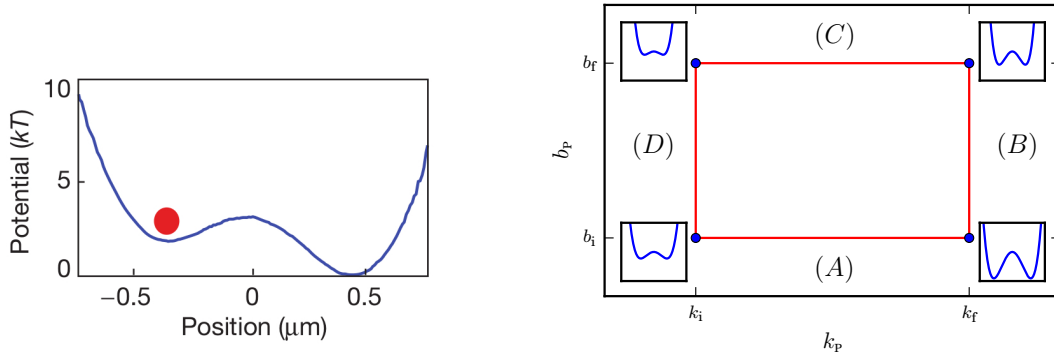 10
5
0
Potential (kT)
−0.5
0
0.5
Position (μm)
(C)
b_f
(D)
(B)
b_P
b_i
(A)
k_i
k_f
k_P